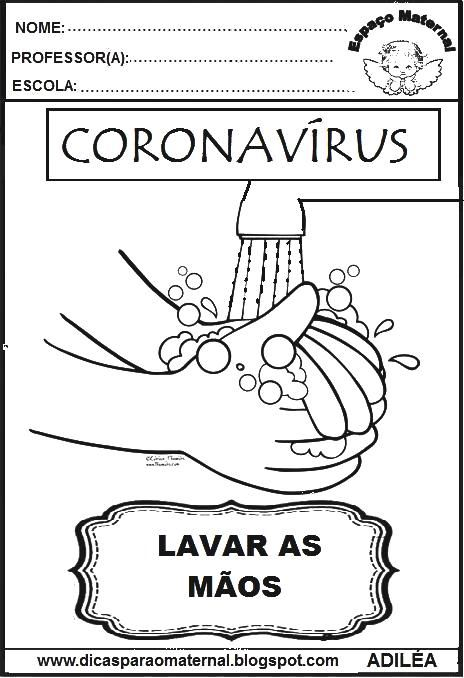 NOME:
PROFESSOR(A):
ESCOLA:
Espaço Maternal
CORONAVÍRUS
LAVAR AS
MÃOS
www.dicasparaomaternal.blogspot.com
ADILÉA